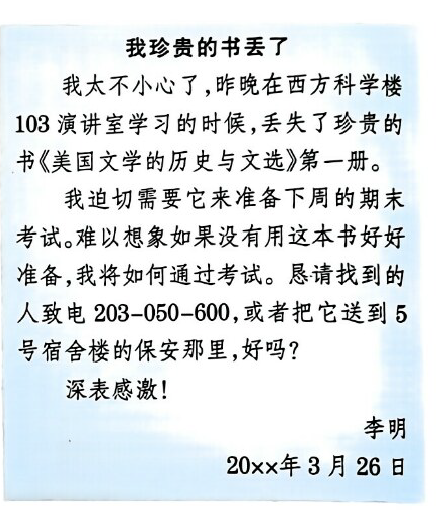 我珍贵的书丢了
我太不小心了,昨晚在西方科学楼
103演讲室学习的时候,丢失了珍贵的
书《美国文学的历史与文选》第一册。
我迫切需要它来准备下周的期末
考试。难以想象如果没有用这本书好好
准备,我将如何通过考试。恳请找到的
人致电 203-050-600,或者把它送到 5
号宿舍楼的保安那里,好吗?
深表感激!
李明
20××年3月26日